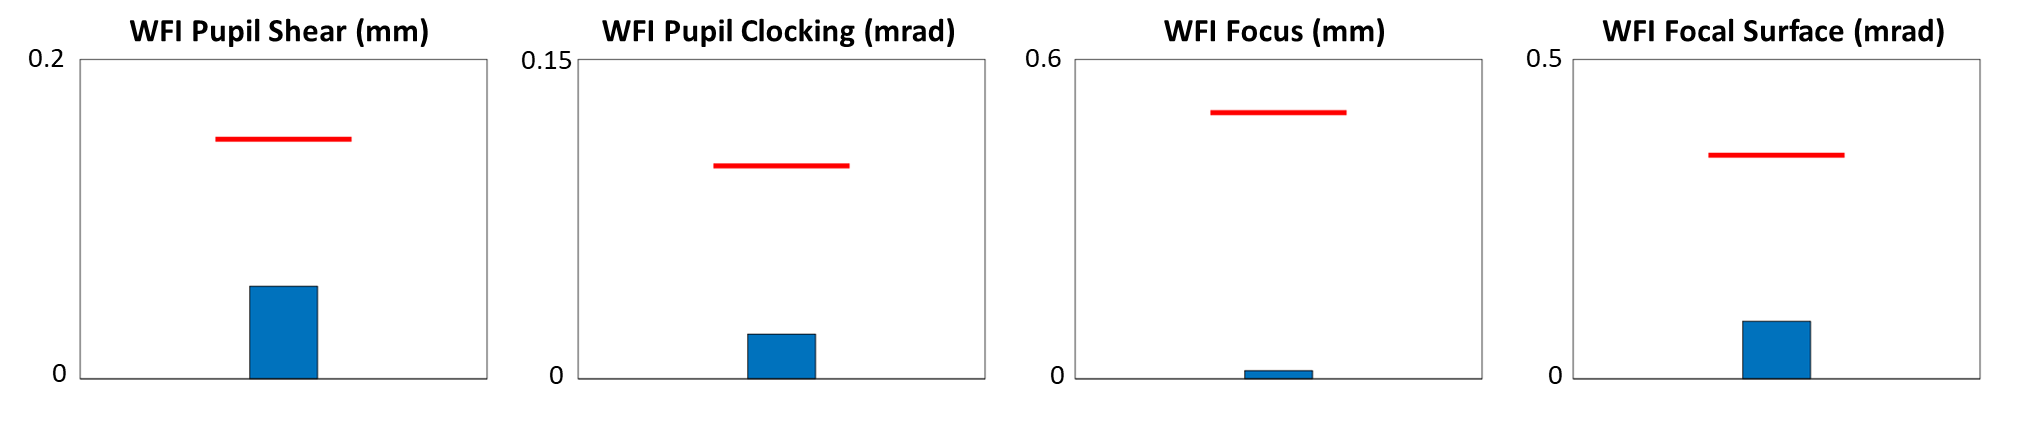 WFI Pupil Shear (mm)
0.2
0
WFI Pupil Clocking (mrad)
0.15
0
WFI Focus (mm)
0.6
0
WFI Focal Surface (mrad)
0.5
0